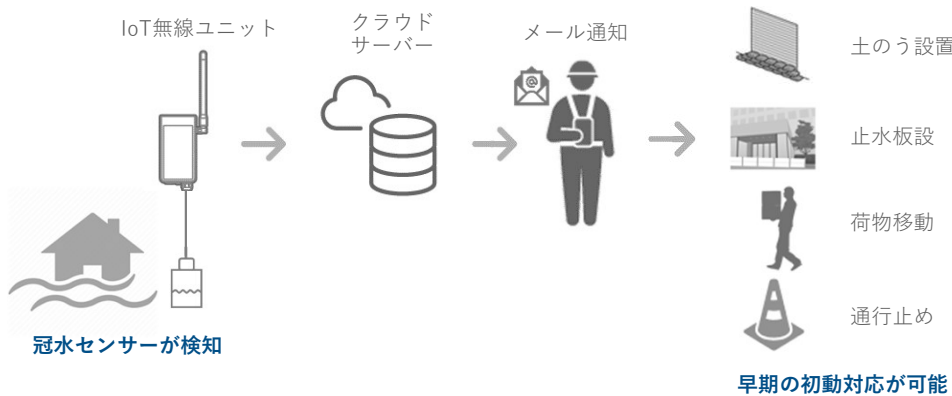 IoT無線ユニット
クラウド
サーバー
メール通知
@
土のう設置
止水板設
荷物移動
通行止め
冠水センサーが検知
早期の初動対応が可能